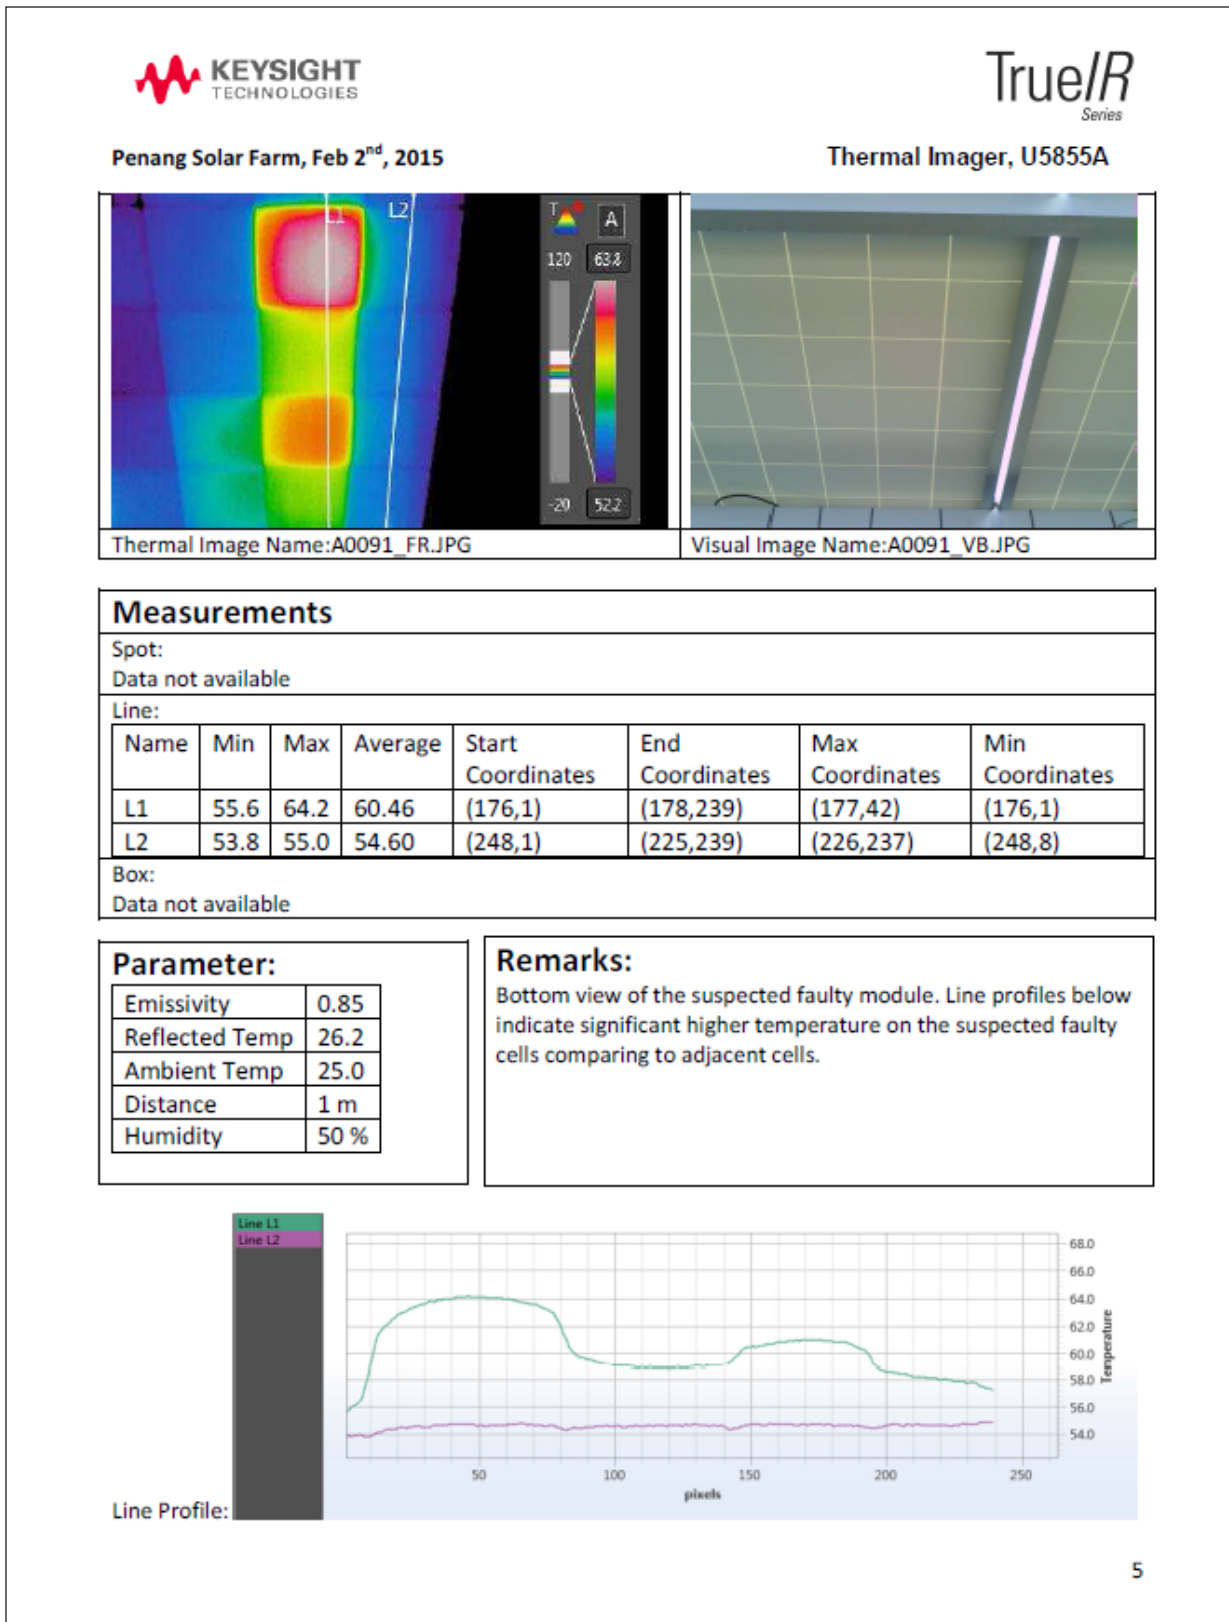 KEYSIGHT
TECHNOLOGIES
TrueIR
Series
Penang Solar Farm, Feb 2nd, 2015
Thermal Imager, U5855A
L1
L2
T
A
120
63.8
-20
52.2
Thermal Image Name:A0091_FR.JPG
Visual Image Name:A0091_VB.JPG
Measurements
Spot:
Data not available
Line:
Name Min Max Average Start Coordinates End Coordinates Max Coordinates Min Coordinates
L1 55.6 64.2 60.46 (176,1) (178,239) (177,42) (176,1)
L2 53.8 55.0 54.60 (248,1) (225,239) (226,237) (248,8)
Box:
Data not available
Parameter:
Emissivity 0.85
Reflected Temp 26.2
Ambient Temp 25.0
Distance 1 m
Humidity 50 %
Remarks:
Bottom view of the suspected faulty module. Line profiles below
indicate significant higher temperature on the suspected faulty
cells comparing to adjacent cells.
Line L1
Line L2
68.0
66.0
64.0
62.0
60.0
58.0
56.0
54.0
Temperature
50 100 150 200 250
pixels
Line Profile:
5